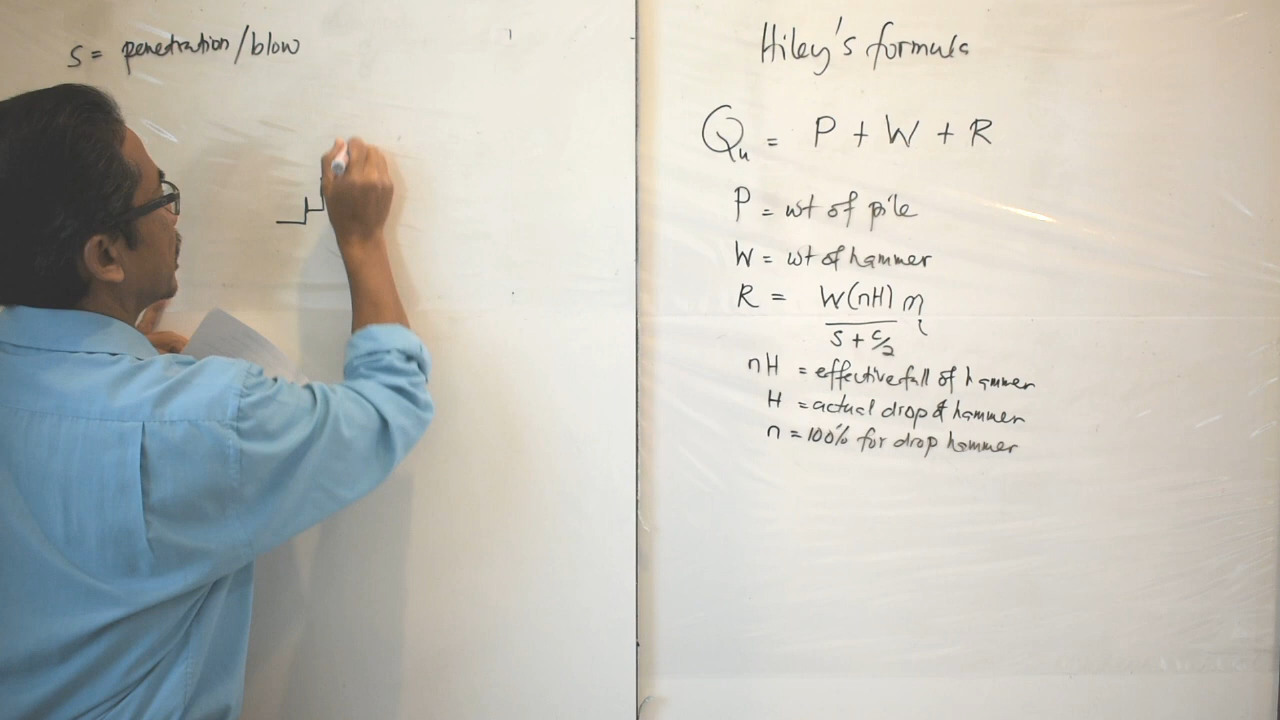 S = penetration/blow
Hiley's formula
Qu = P + W + R
P = wt of pile
W = wt of hammer
R = W(nH) η
S + c/2
nH = effective fall of hammer
H = actual drop of hammer
n = 100% for drop hammer